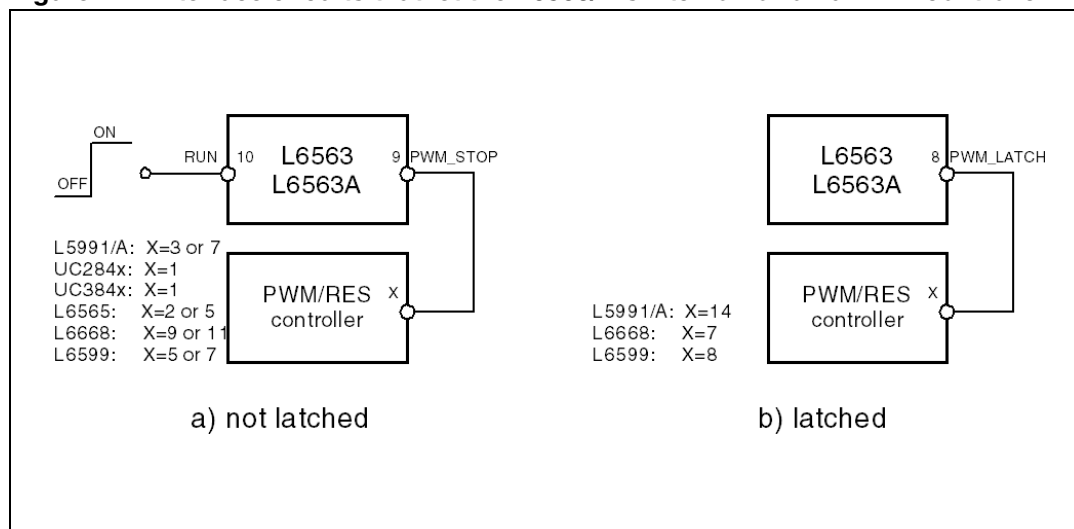 ON
OFF
RUN
10
L6563
L6563A
9
PWM_STOP
L5991/A: X=3 or 7
UC284x: X=1
UC384x: X=1
L6565: X=2 or 5
L6668: X=9 or 11
L6599: X=5 or 7
PWM/RES
controller
X
a) not latched
L6563
L6563A
8
PWM_LATCH
L5991/A: X=14
L6668: X=7
L6599: X=8
PWM/RES
controller
X
b) latched